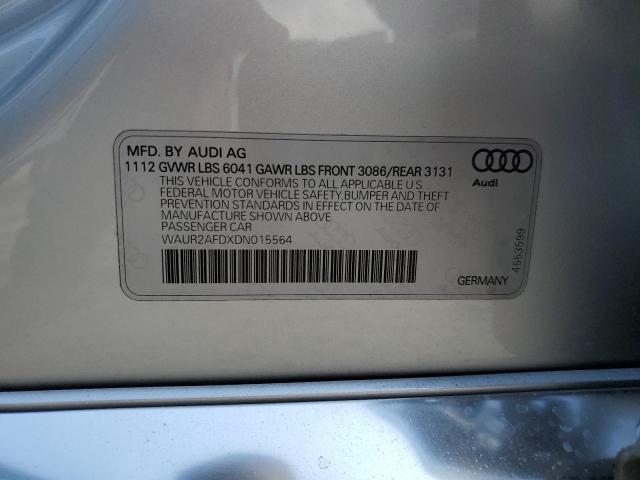 MFD. BY AUDI AG
1112 GVWR LBS 6041 GAWR LBS FRONT 3086/REAR 3131
THIS VEHICLE CONFORMS TO ALL APPLICABLE U S
FEDERAL MOTOR VEHICLE SAFETY,BUMPER AND THEFT
PREVENTION STANDARDS IN EFFECT ON THE DATE OF
MANUFACTURE SHOWN ABOVE
PASSENGER CAR
WAUR2AFDXDN015564
Audi
4553599
GERMANY